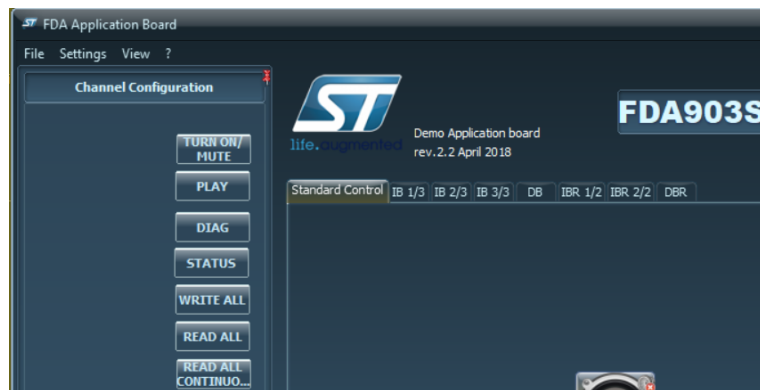 ST FDA Application Board
File Settings View ?
Channel Configuration
TURN ON/
MUTE
PLAY
DIAG
STATUS
WRITE ALL
READ ALL
READ ALL
CONTINUO...
ST
life.augmented
Demo Application board
rev.2.2 April 2018
FDA903S
Standard Control IB 1/3 IB 2/3 IB 3/3 DB IBR 1/2 IBR 2/2 DBR